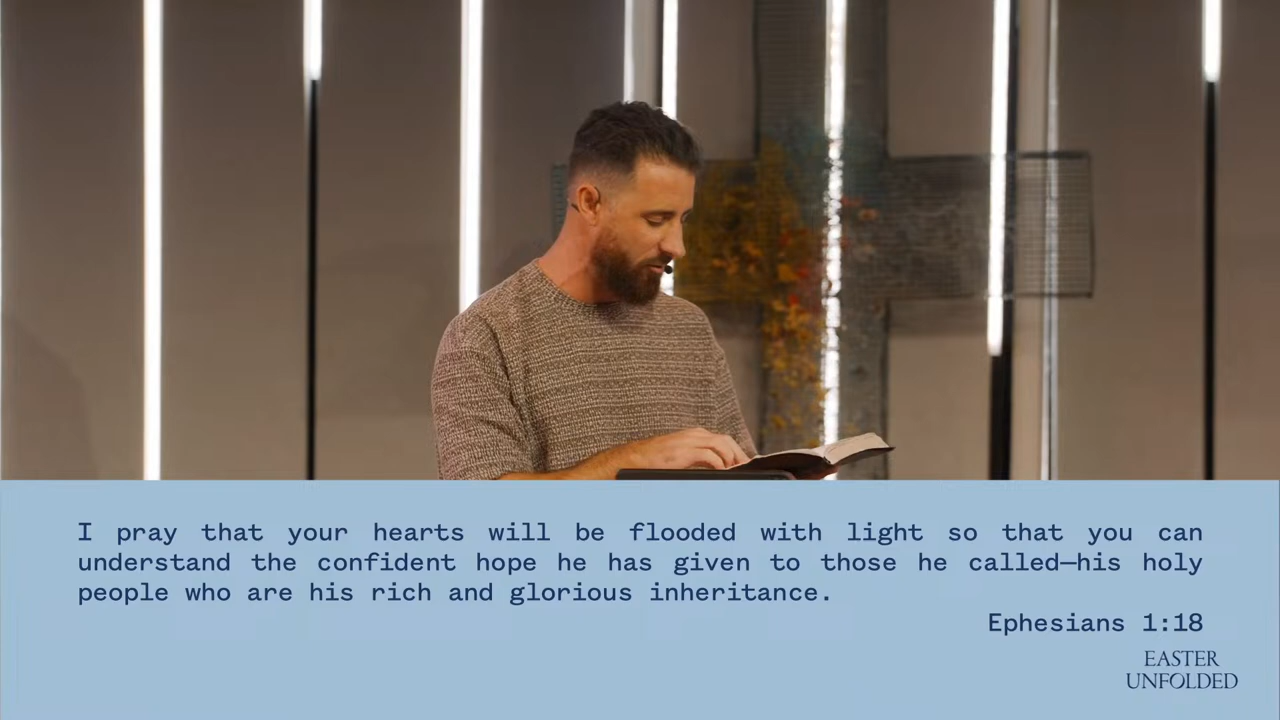 I pray that your hearts will be flooded with light so that you can
understand the confident hope he has given to those he called—his holy
people who are his rich and glorious inheritance.
Ephesians 1:18
EASTER
UNFOLDED